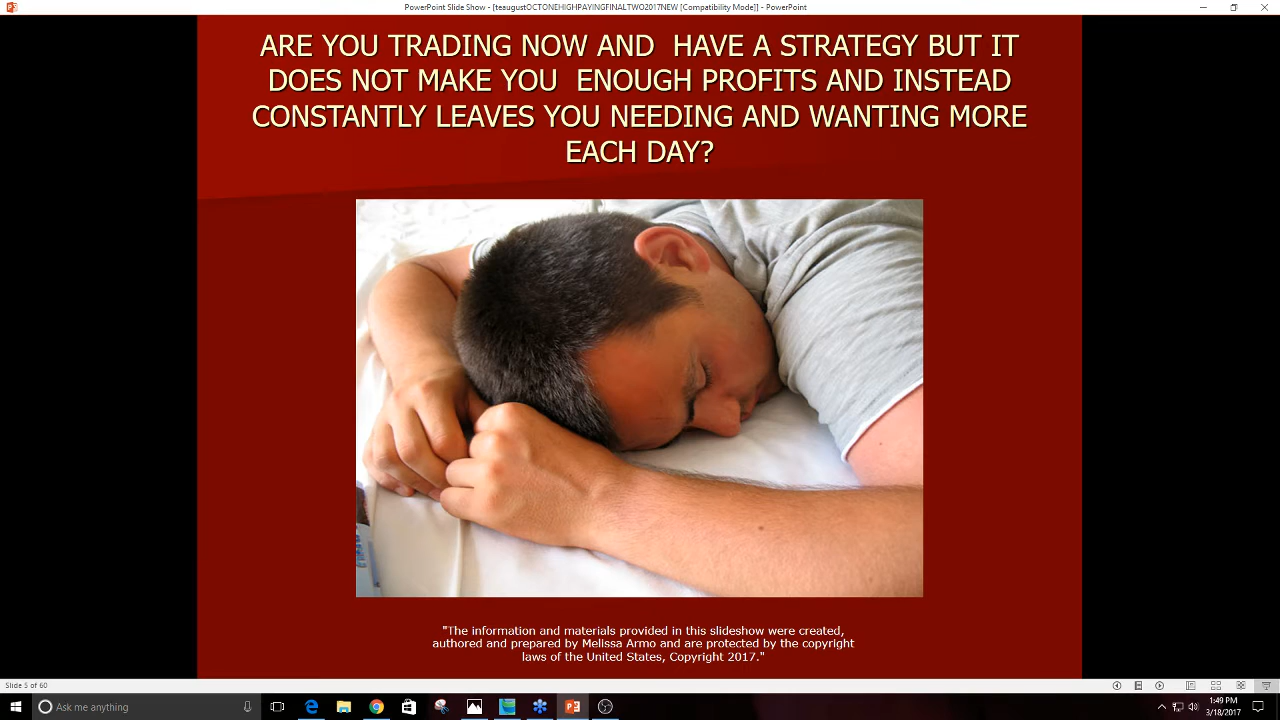 PowerPoint Slide Show - [teaugustOCTONEHIGHPAYINGFINALTWO2017NEW [Compatibility Mode]] - PowerPoint
ARE YOU TRADING NOW AND  HAVE A STRATEGY BUT IT
DOES NOT MAKE YOU  ENOUGH PROFITS AND INSTEAD
CONSTANTLY LEAVES YOU NEEDING AND WANTING MORE
EACH DAY?
"The information and materials provided in this slideshow were created,
authored and prepared by Melissa Armo and are protected by the copyright
laws of the United States, Copyright 2017."
Slide 5 of 60
Ask me anything
1:49 PM
3/18/2017